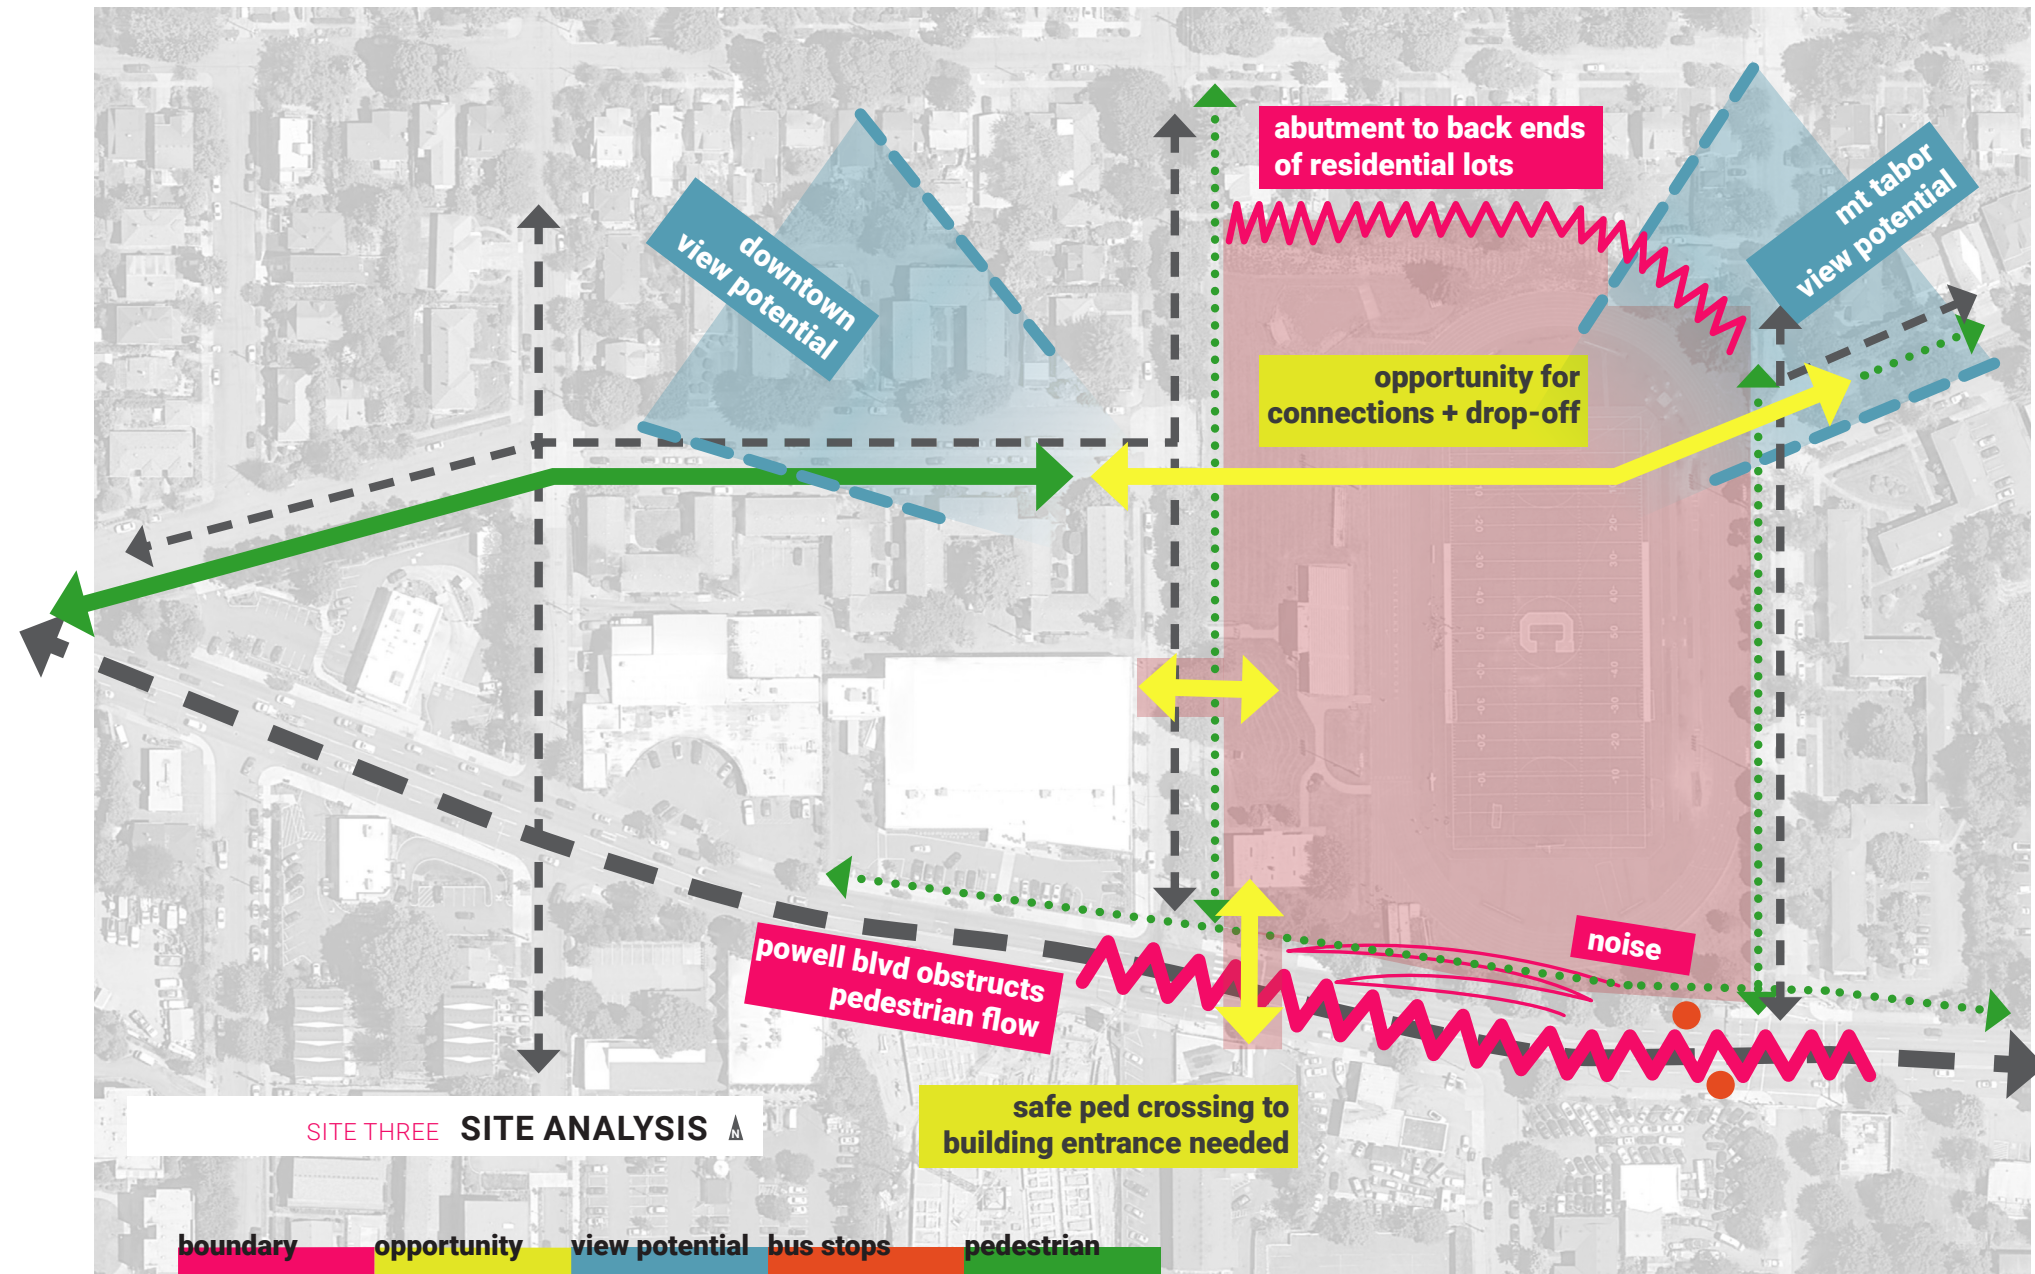 abutment to back ends
of residential lots
mt tabor
view potential
downtown
view potential
opportunity for
connections + drop-off
C
noise
powell blvd obstructs
pedestrian flow
safe ped crossing to
building entrance needed
SITE THREE SITE ANALYSIS N
boundary opportunity view potential bus stops pedestrian